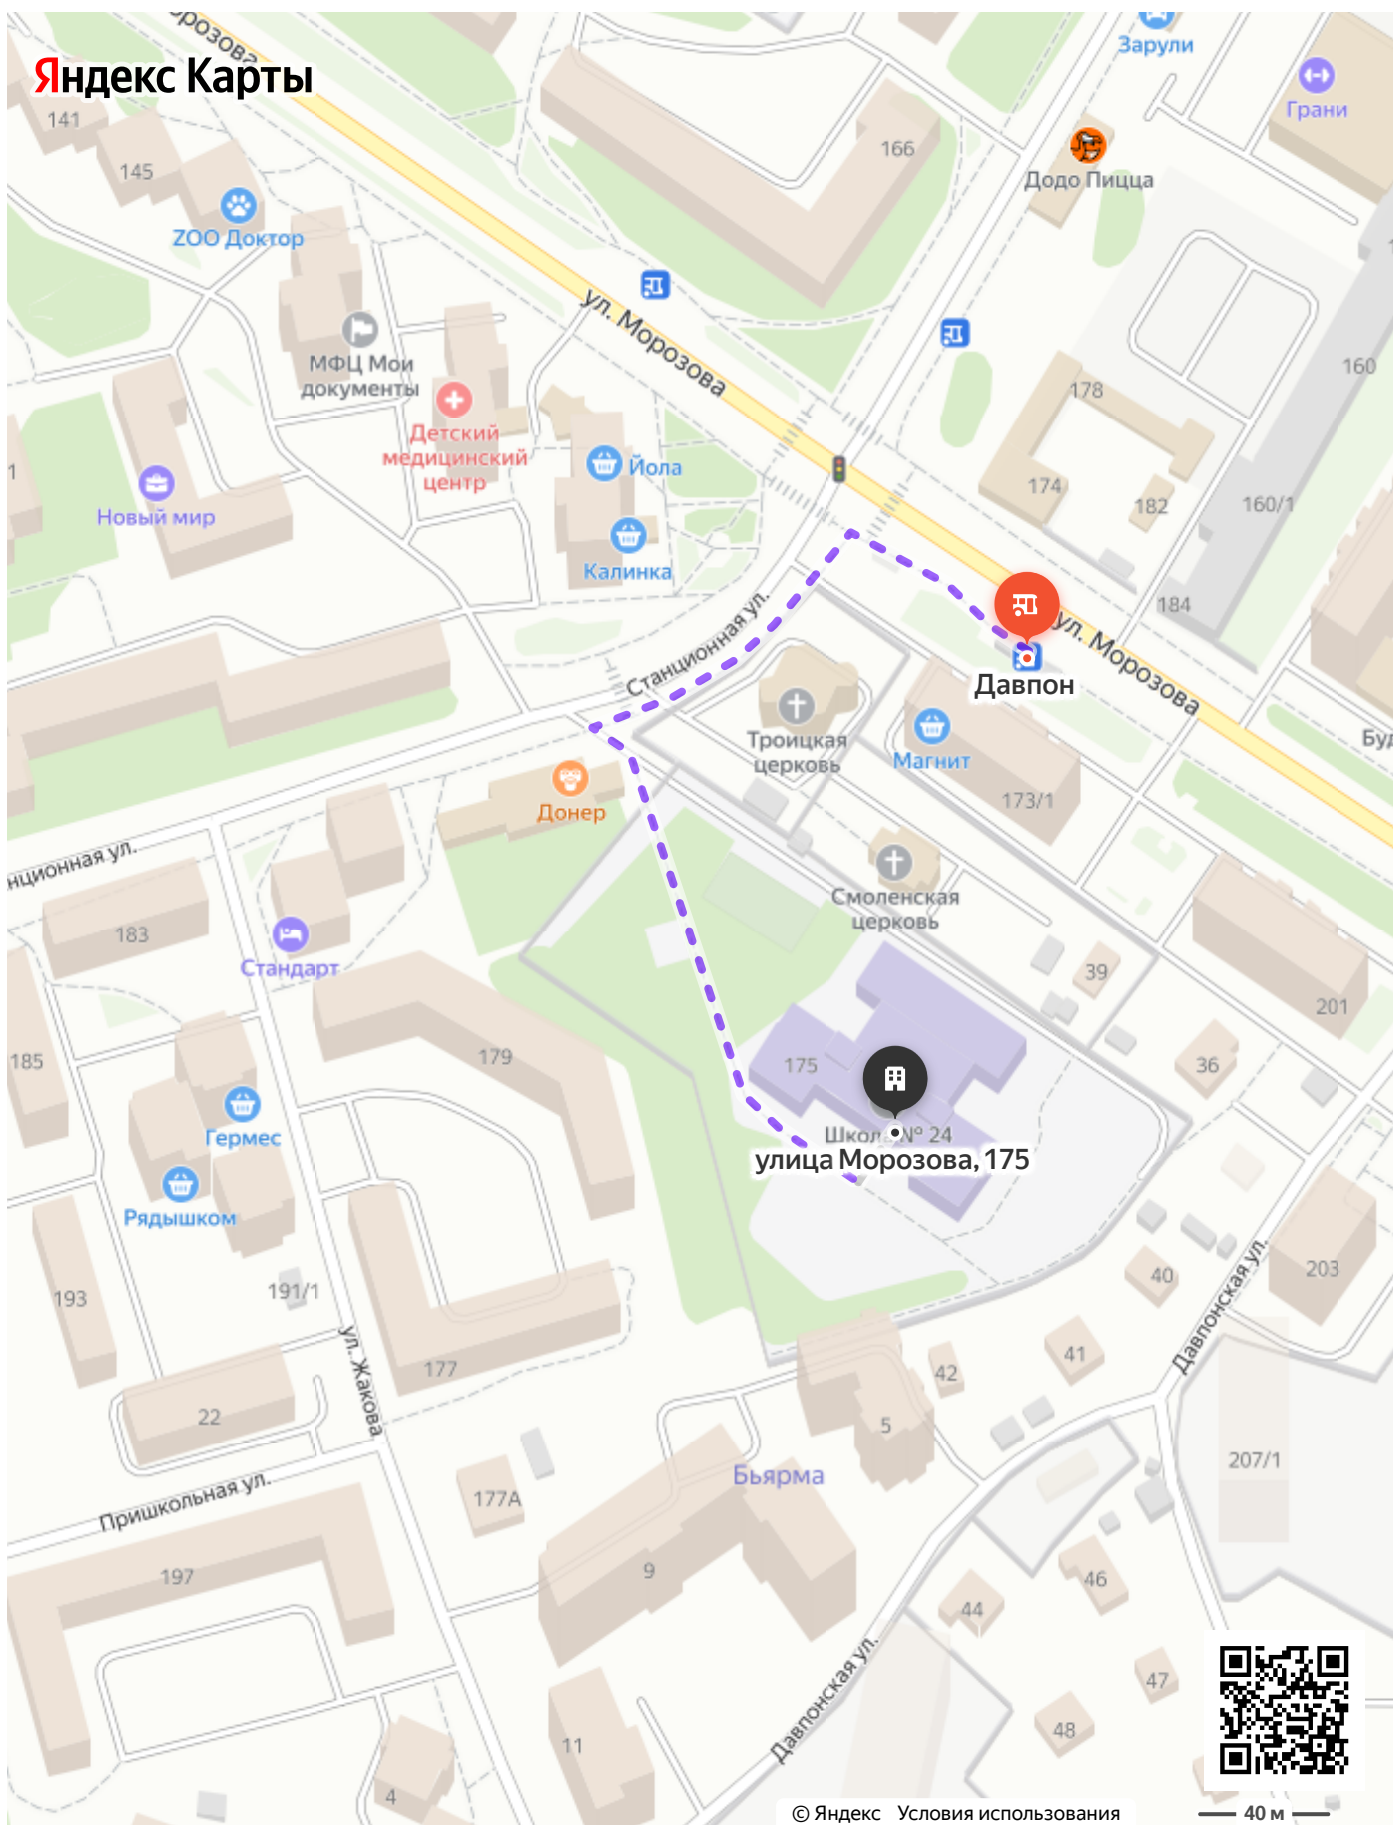 Яндекс Карты
Зарули
Грани
141
145
166
Додо Пицца
ZOO Доктор
ул. Морозова
МФЦ Мои
документы
160
178
Детский
медицинский
центр
Йола
174
182
160/1
Новый мир
Калинка
184
ул. Морозова
Станционная ул.
Давпон
Троицкая
церковь
Магнит
173/1
Донер
Смоленская
церковь
183
Стандарт
39
201
185
179
175
36
Гермес
Школа № 24
улица Морозова, 175
Рядышком
191/1
193
40
203
Давпонская ул.
ул. Жакова
177
42
41
22
5
Бьярма
207/1
177А
Пришкольная ул.
197
9
46
44
47
Давпонская ул.
48
11
4
© Яндекс Условия использования
40 м